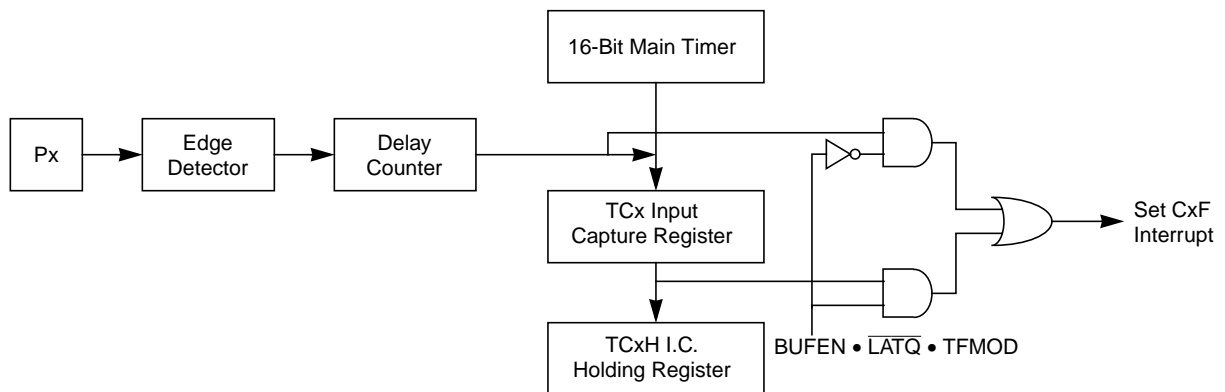 16-Bit Main Timer
Px
Edge
Detector
Delay
Counter
TCx Input
Capture Register
Set CxF
Interrupt
TCxH I.C.
Holding Register
BUFEN • L̅A̅T̅Q̅ • TFMOD